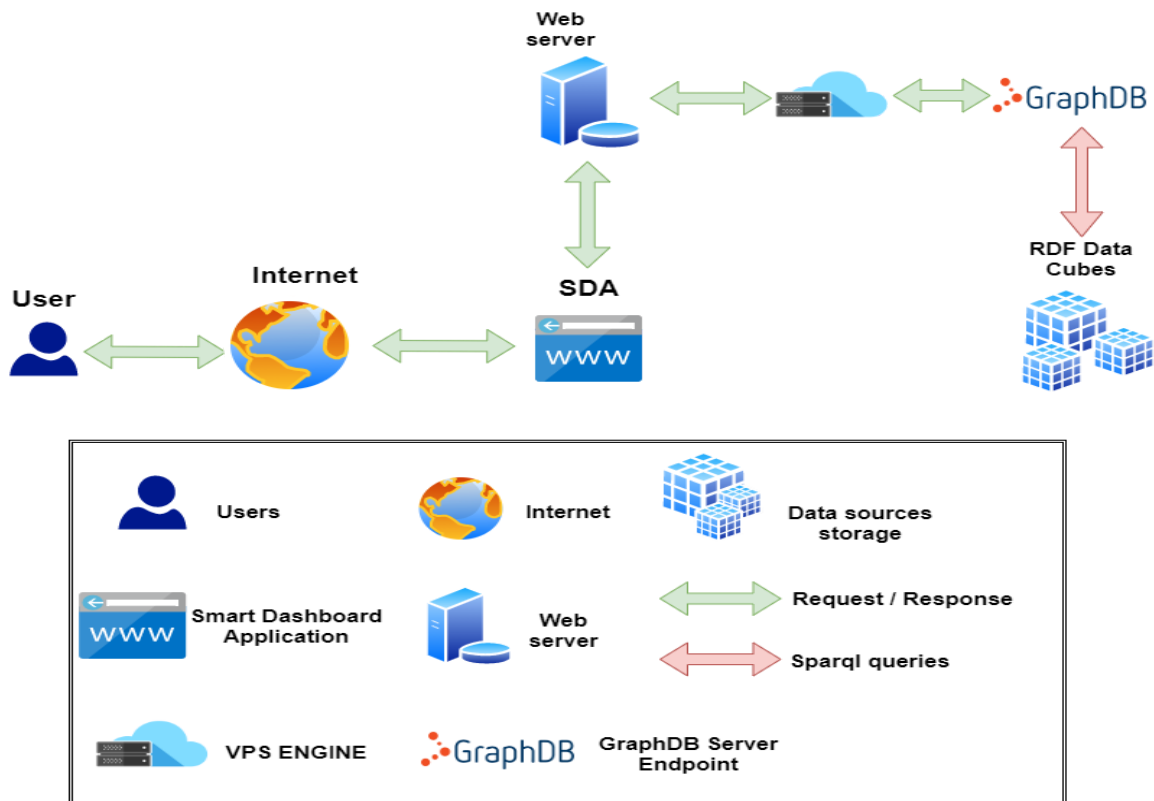 Web
server
GraphDB
RDF Data
Cubes
Internet
SDA
User
www
Users
Internet
Data sources
storage
www
Smart Dashboard
Application
Web
server
Request / Response
Sparql queries
VPS ENGINE
GraphDB
GraphDB Server
Endpoint